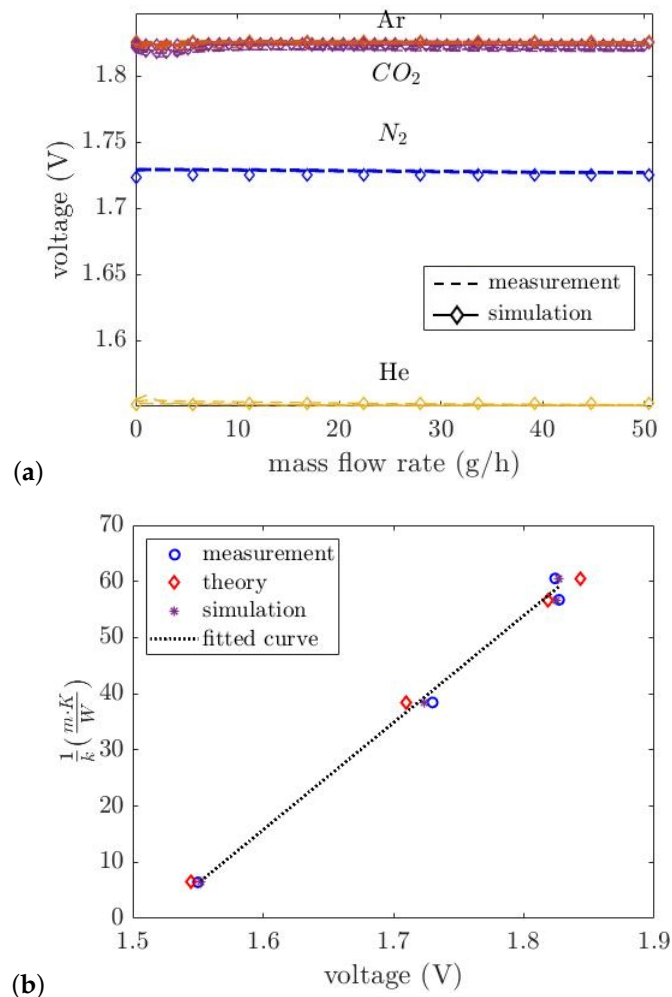 Ar
1.8
CO₂
N₂
1.75
1.7
1.65
1.6
voltage (V)
measurement
simulation
He
0 10 20 30 40 50
mass flow rate (g/h)
(a)
70
60
50
40
30
20
10
0
1/k (m·K/W)
measurement
theory
simulation
fitted curve
1.5 1.6 1.7 1.8 1.9
voltage (V)
(b)